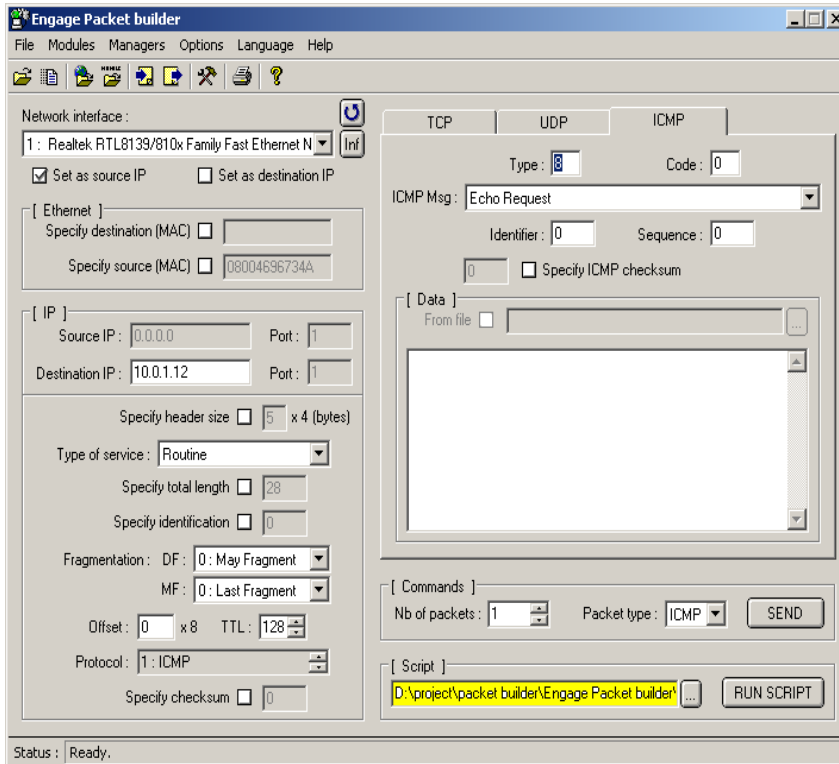 Engage Packet builder
File Modules Managers Options Language Help
Network interface :
1 : Realtek RTL8139/810x Family Fast Ethernet N
Inf
Set as source IP Set as destination IP
[ Ethernet ]
Specify destination (MAC)
Specify source (MAC) 08004696734A
[ IP ]
Source IP : 0.0.0.0 Port : 1
Destination IP : 10.0.1.12 Port : 1
Specify header size 5 x 4 (bytes)
Type of service : Routine
Specify total length 28
Specify identification 0
Fragmentation : DF : 0 : May Fragment
MF : 0 : Last Fragment
Offset : 0 x 8 TTL : 128
Protocol : 1 : ICMP
Specify checksum 0
TCP UDP ICMP
Type : 8 Code : 0
ICMP Msg : Echo Request
Identifier : 0 Sequence : 0
0 Specify ICMP checksum
[ Data ]
From file ...
[ Commands ]
Nb of packets : 1 Packet type : ICMP SEND
[ Script ]
D:\project\packet builder\Engage Packet builder\ ... RUN SCRIPT
Status : Ready.